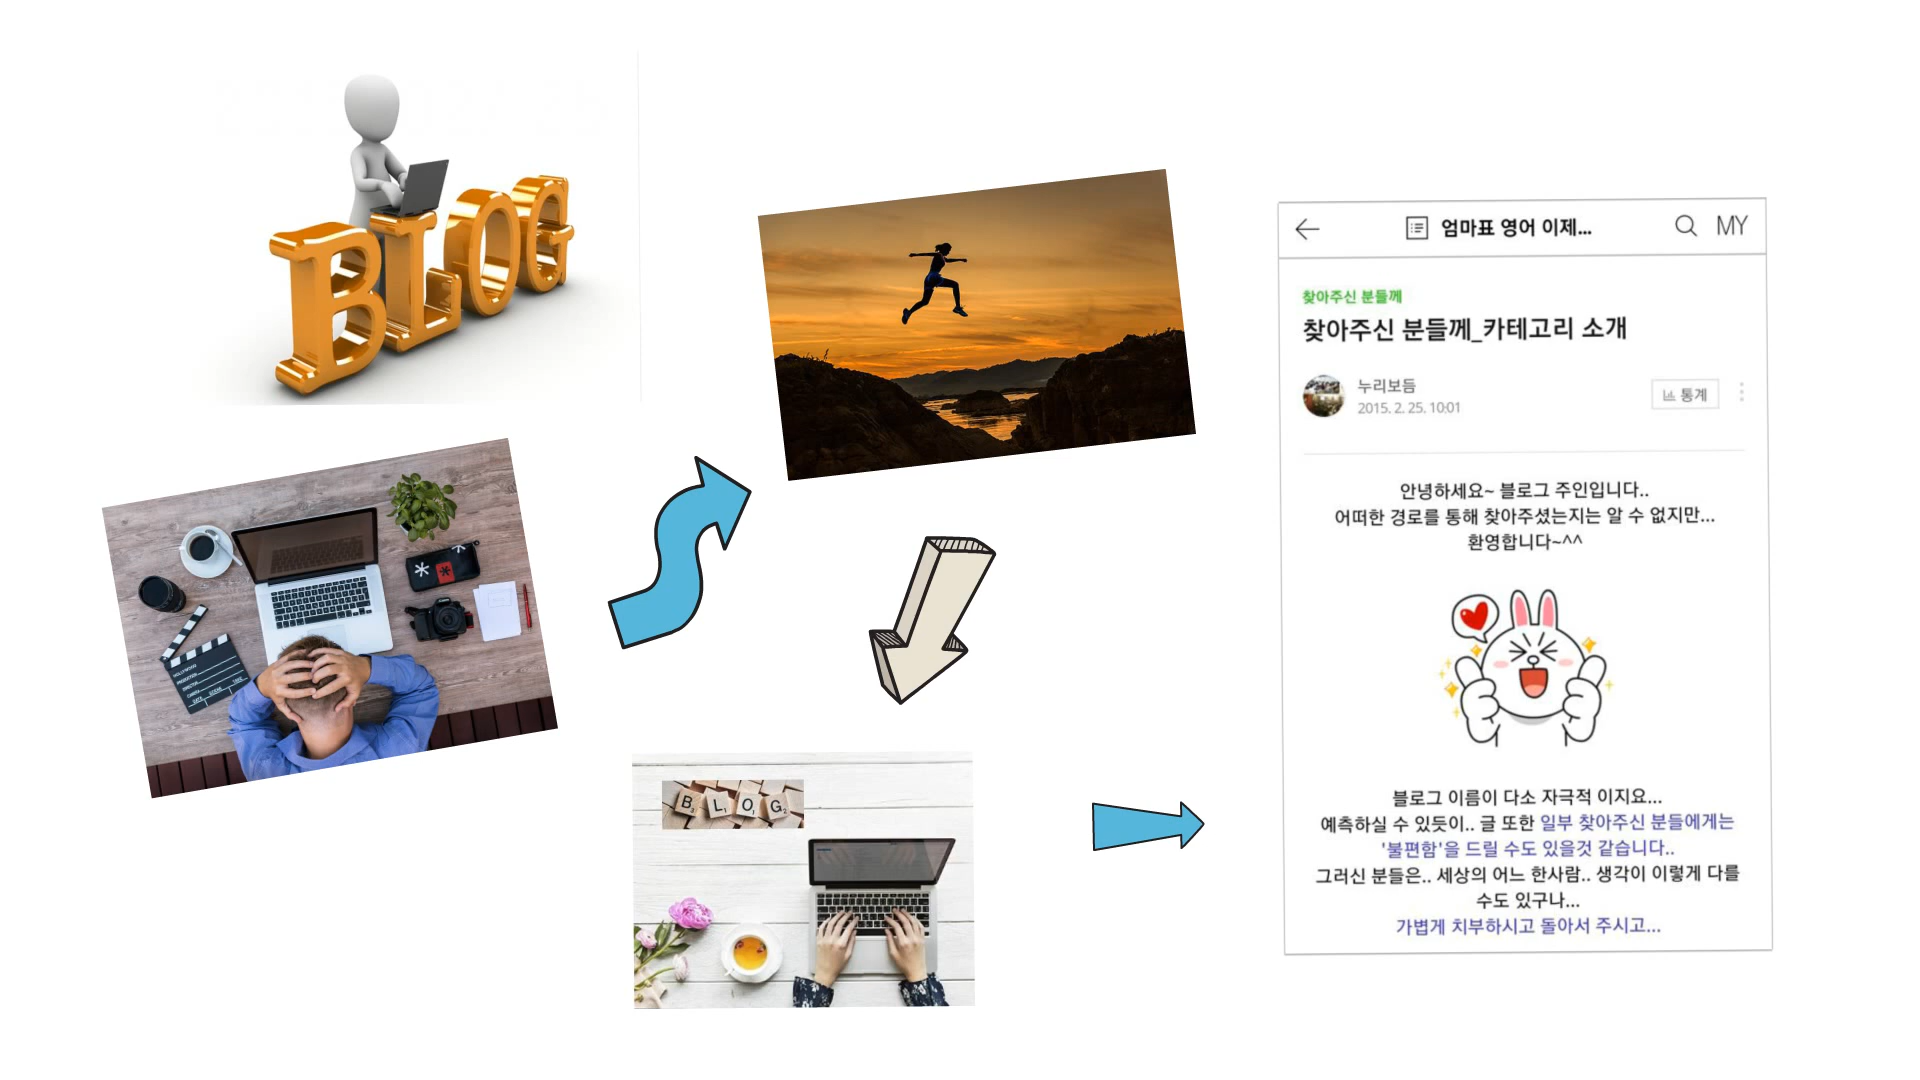 BLOG
BLOG
엄마표 영어 이제...
MY
찾아주신 분들께
찾아주신 분들께_카테고리 소개
누리보듬
2015. 2. 25. 10:01
통계
안녕하세요~ 블로그 주인입니다..
어떠한 경로를 통해 찾아주셨는지는 알 수 없지만...
환영합니다~^^
블로그 이름이 다소 자극적 이지요...
예측하실 수 있듯이.. 글 또한 일부 찾아주신 분들에게는
'불편함'을 드릴 수도 있을것 같습니다..
그러신 분들은.. 세상의 어느 한사람.. 생각이 이렇게 다를
수도 있구나...
가볍게 치부하시고 돌아서 주시고...